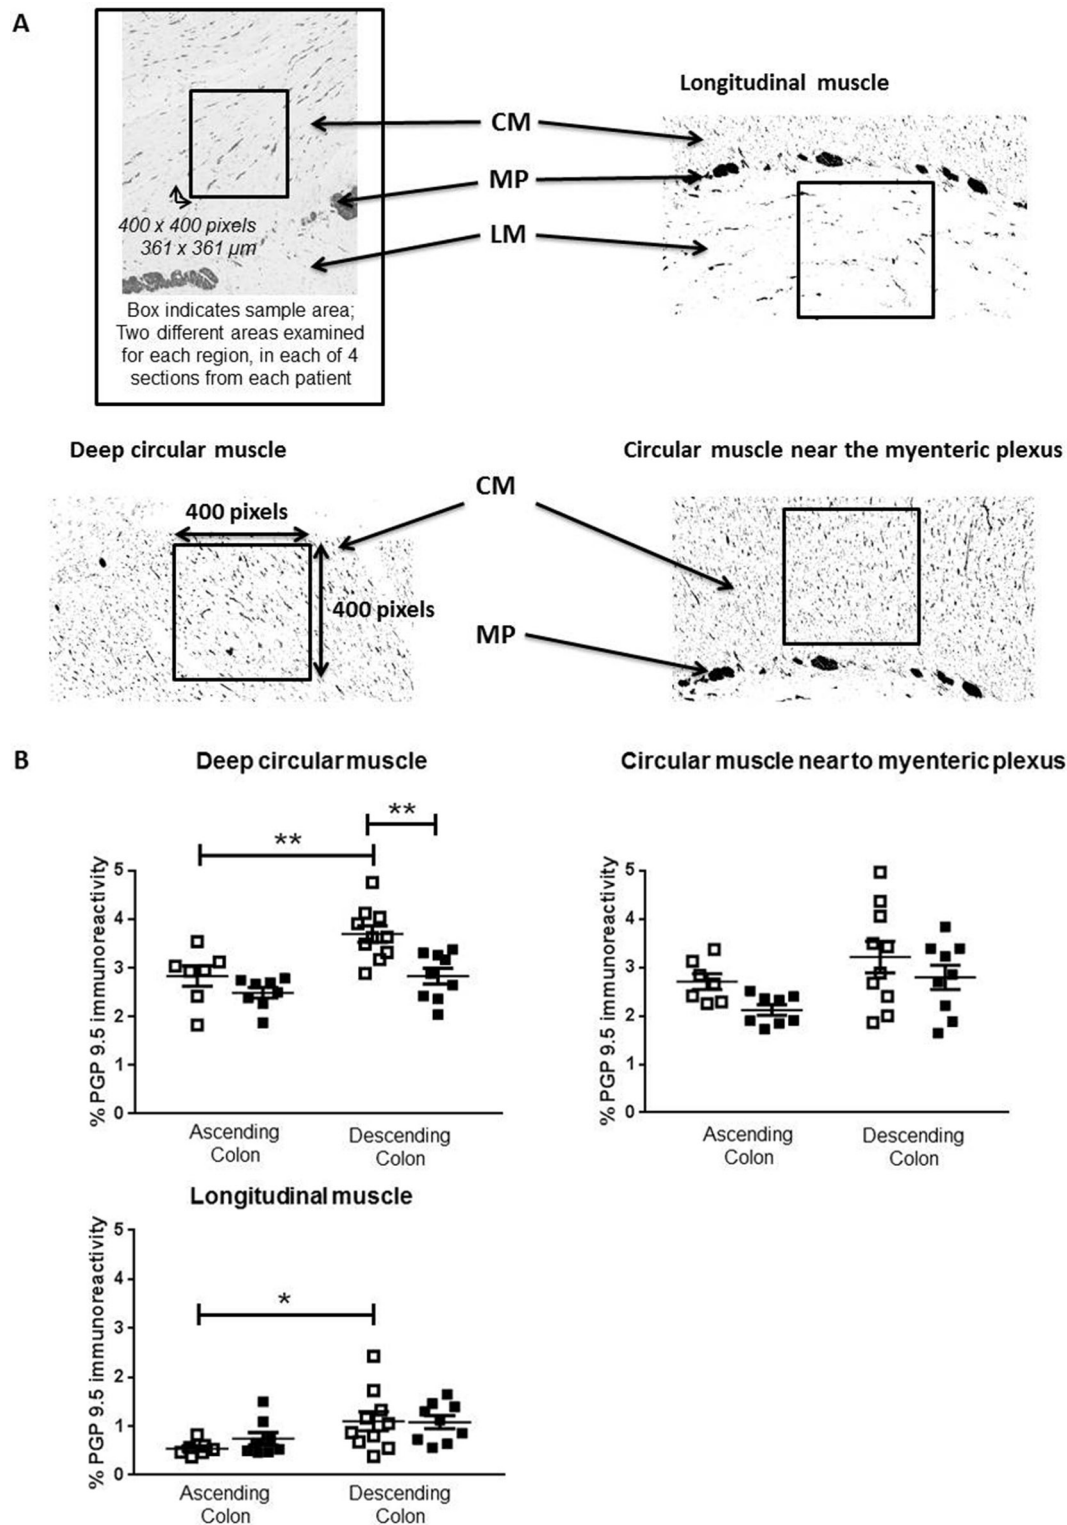 A
CM
MP
LM
400 x 400 pixels
361 x 361 µm
Box indicates sample area;
Two different areas examined
for each region, in each of 4
sections from each patient
Longitudinal muscle
Deep circular muscle
400 pixels
400 pixels
CM
MP
Circular muscle near the myenteric plexus
B
Deep circular muscle
**
**
% PGP 9.5 immunoreactivity
5
4
3
2
1
0
Ascending
Colon
Descending
Colon
Circular muscle near to myenteric plexus
% PGP 9.5 immunoreactivity
5
4
3
2
1
0
Ascending
Colon
Descending
Colon
Longitudinal muscle
*
% PGP 9.5 immunoreactivity
5
4
3
2
1
0
Ascending
Colon
Descending
Colon